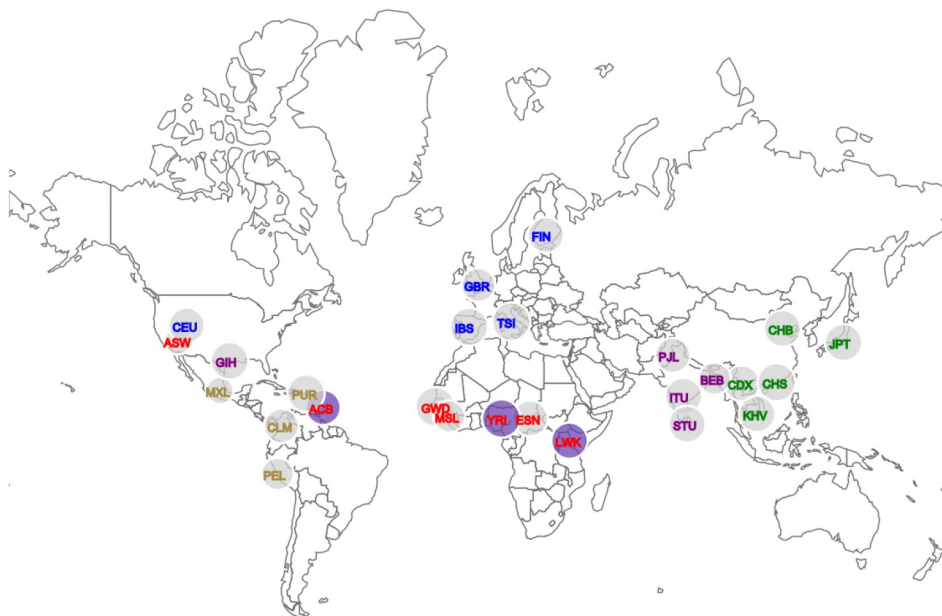 FIN
GBR
CEU
IBS
TSI
CHB
ASW
JPT
GIH
PJL
MXL
PUR
BEB
CDX
CHS
ITU
ACB
GWD
MSL
YRI
ESN
KHV
CLM
STU
LWK
PEL